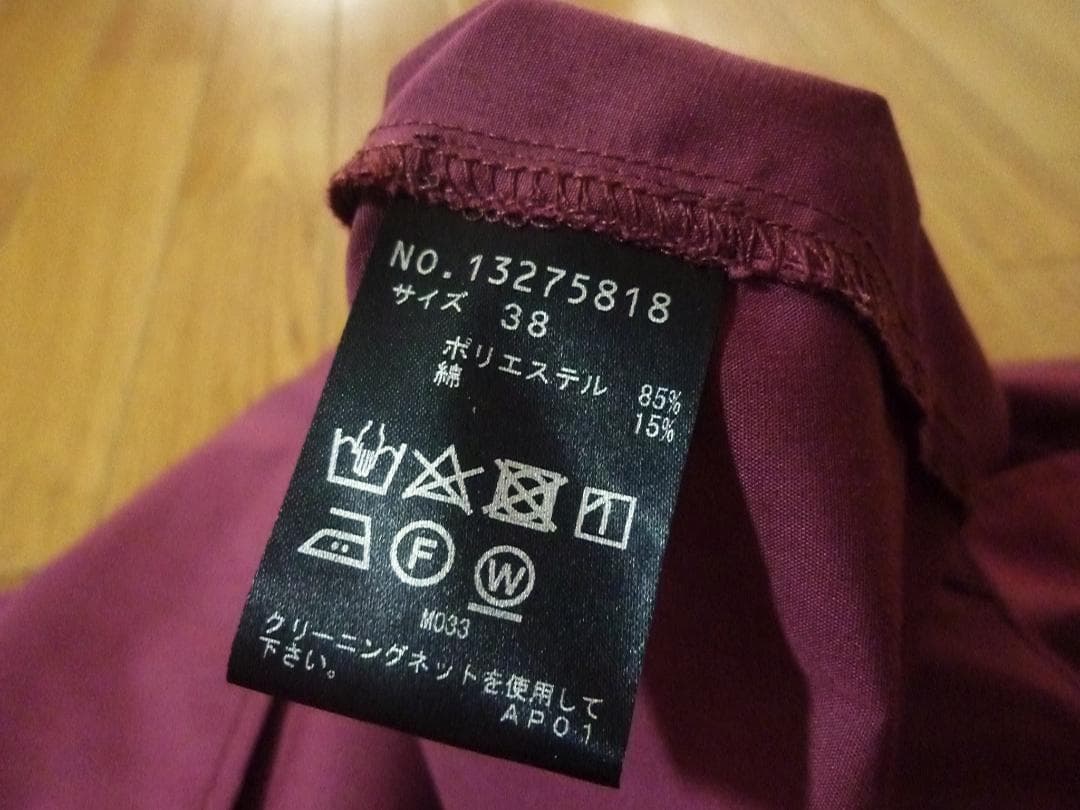 NO.13275818
サイズ 38
ポリエステル 85%
綿 15%
F
W
M033
クリーニングネットを使用して
下さい。
AP01